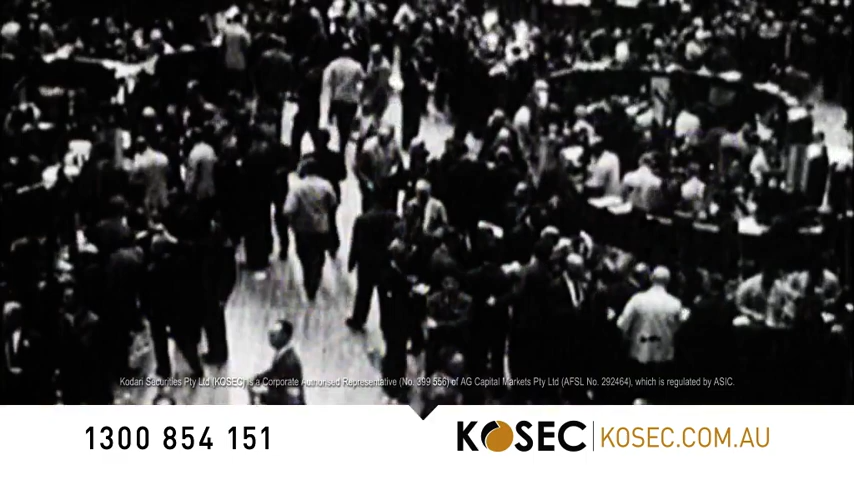 Kodari Securities Pty Ltd (KOSEC) is a Corporate Authorised Representative (No. 399 556) of AG Capital Markets Pty Ltd (AFSL No. 292464), which is regulated by ASIC.
1300 854 151
KOSEC KOSEC.COM.AU